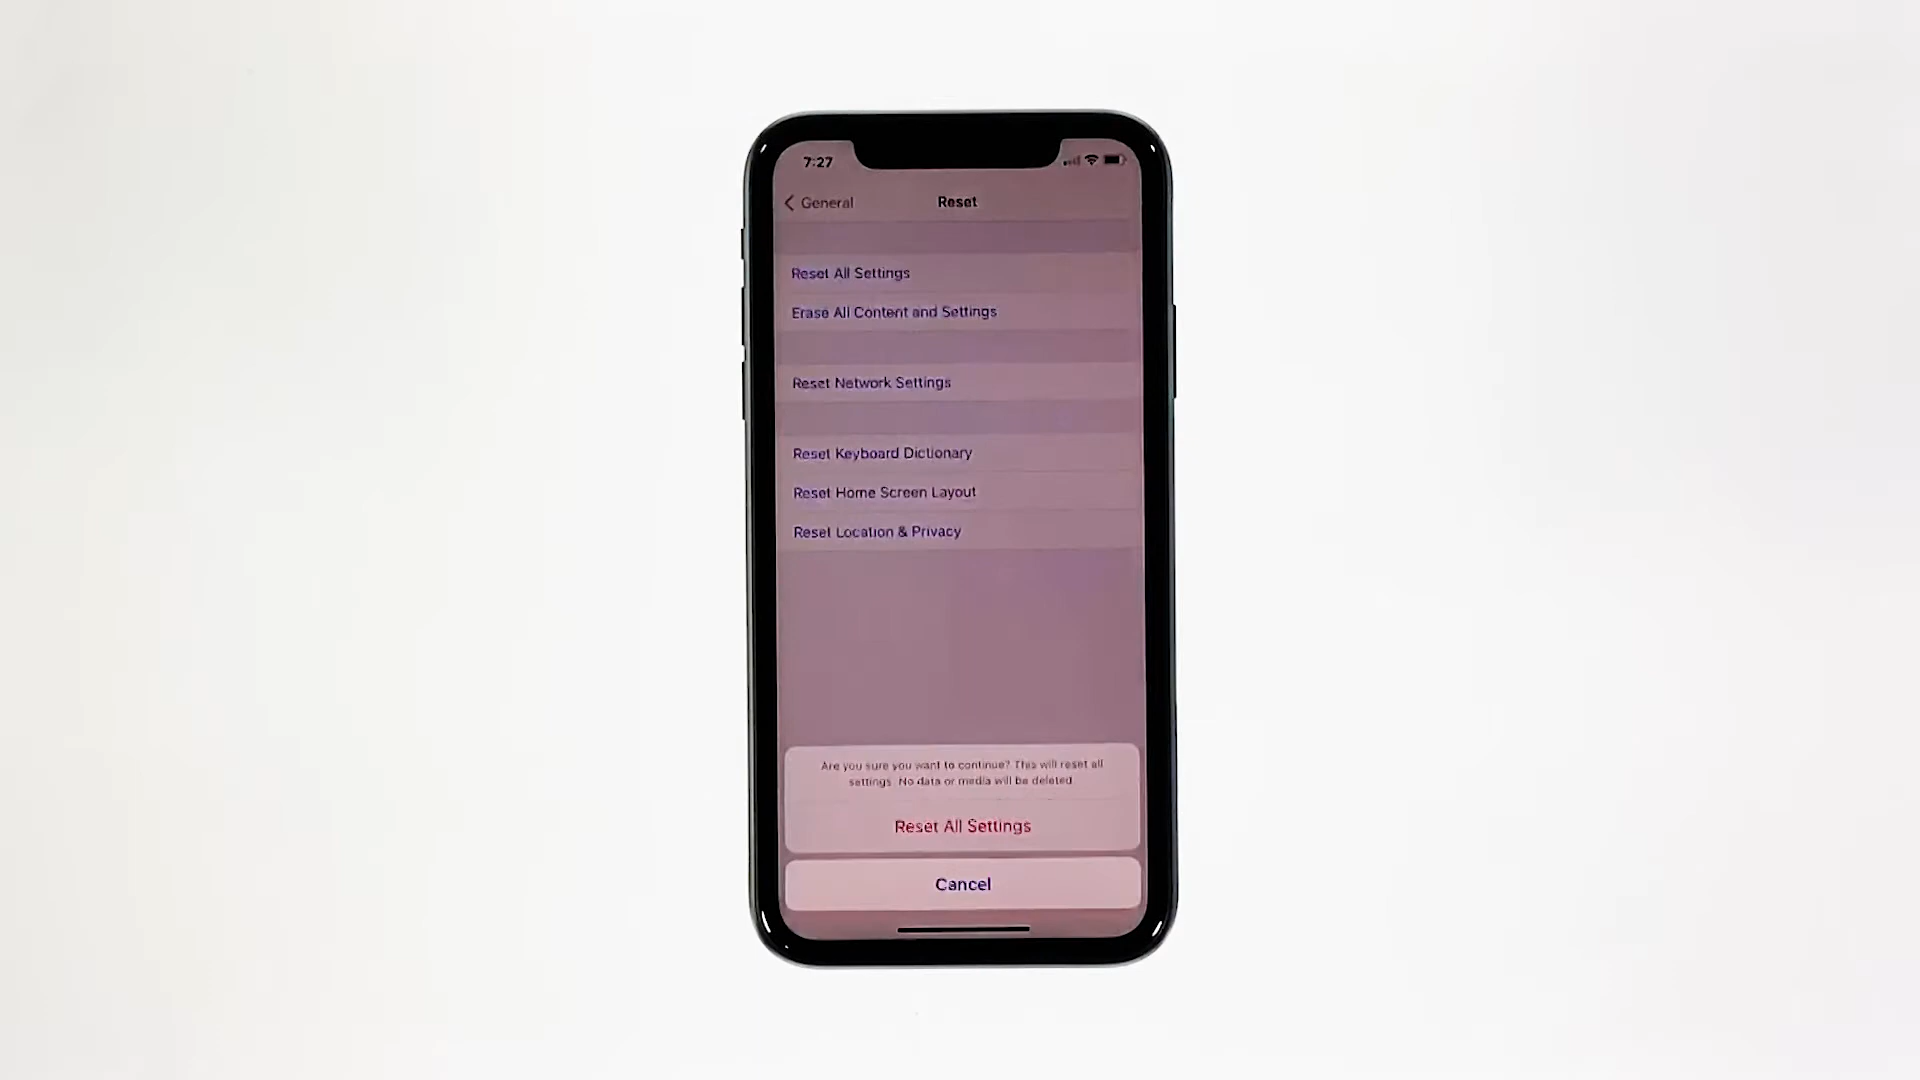 7:27
General
Reset
Reset All Settings
Erase All Content and Settings
Reset Network Settings
Reset Keyboard Dictionary
Reset Home Screen Layout
Reset Location & Privacy
Are you sure you want to continue? This will reset all
settings. No data or media will be deleted.
Reset All Settings
Cancel